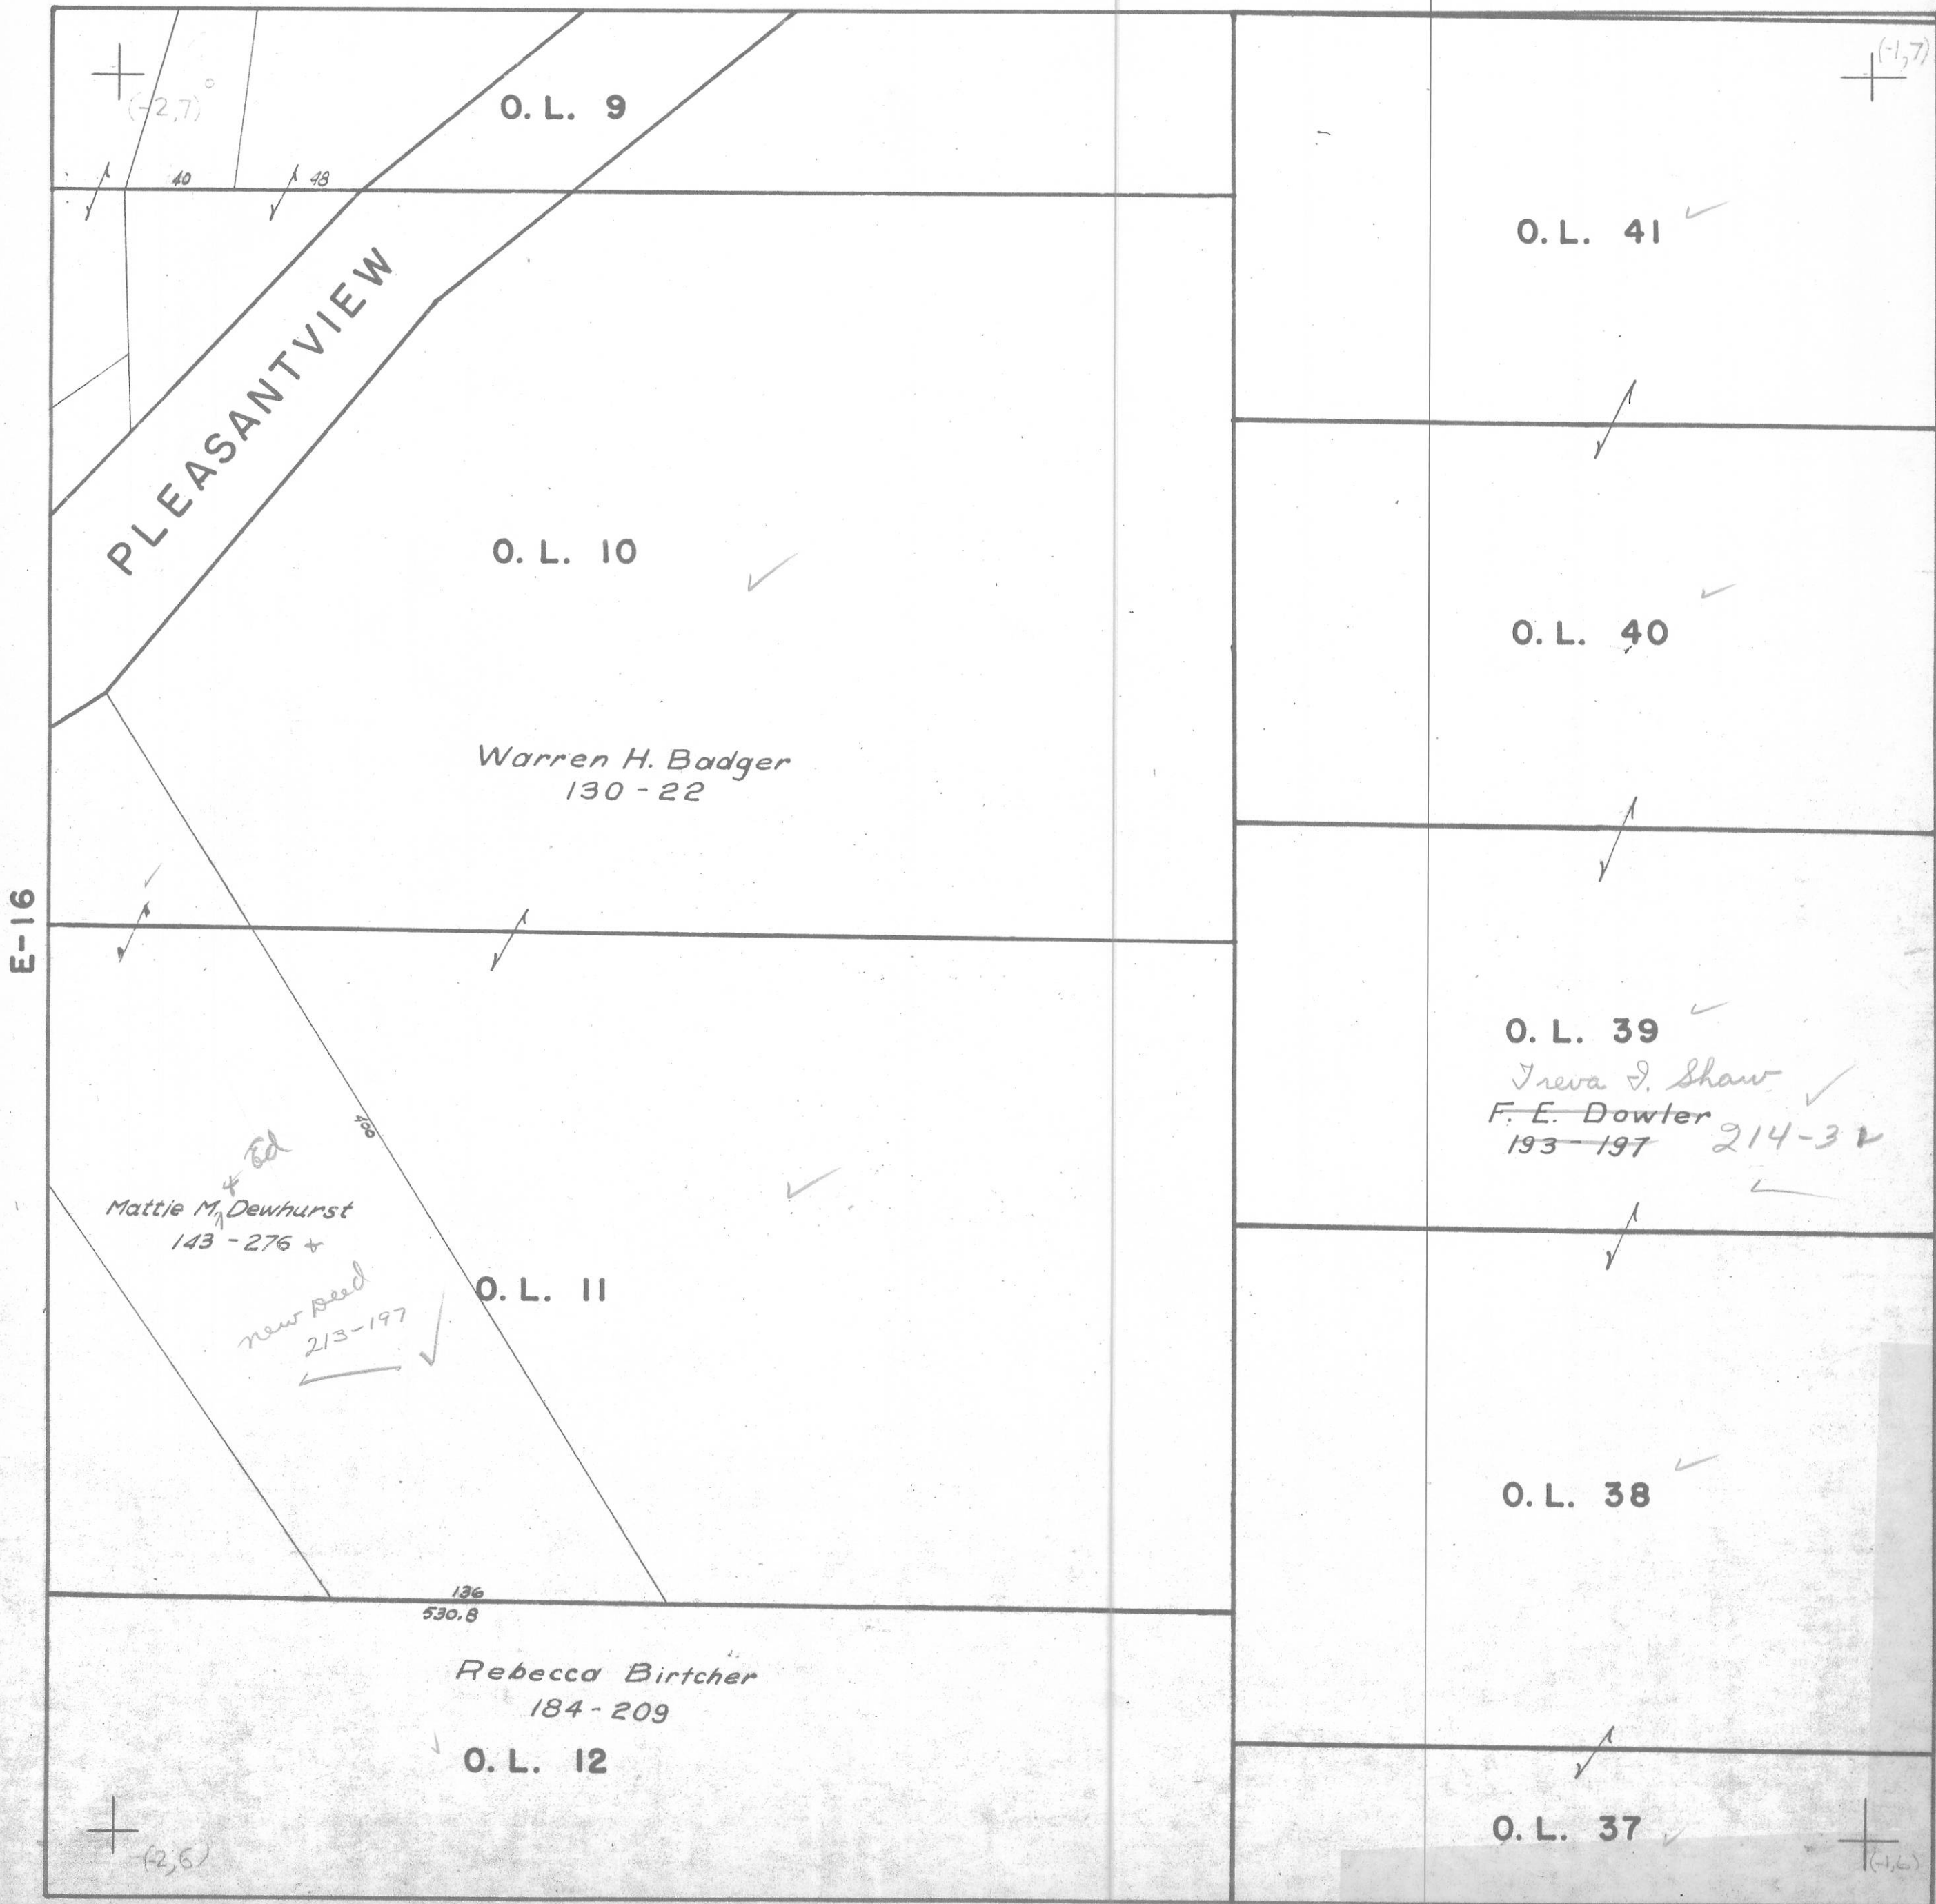 (-2,7)
40
48
O. L. 9
PLEASANTVIEW
O. L. 10
Warren H. Badger
130-22
E-16
400
& Ed
Mattie M. Dewhurst
143-276 &
new Deed
213-197
O. L. 11
136
530.8
Rebecca Birtcher
184-209
O. L. 12
(-2,6)
(-1,7)
O. L. 41
O. L. 40
O. L. 39
Treva I. Shaw
F. E. Dowler
193-197 214-3
O. L. 38
O. L. 37
(-1,6)